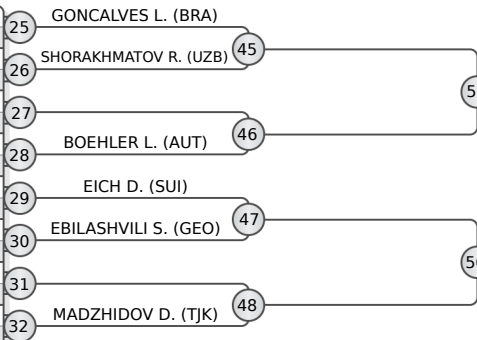 25
GONCALVES L. (BRA)
45
26
SHORAKHMATOV R. (UZB)
27
46
28
BOEHLER L. (AUT)
29
EICH D. (SUI)
47
30
EBILASHVILI S. (GEO)
31
48
32
MADZHIDOV D. (TJK)